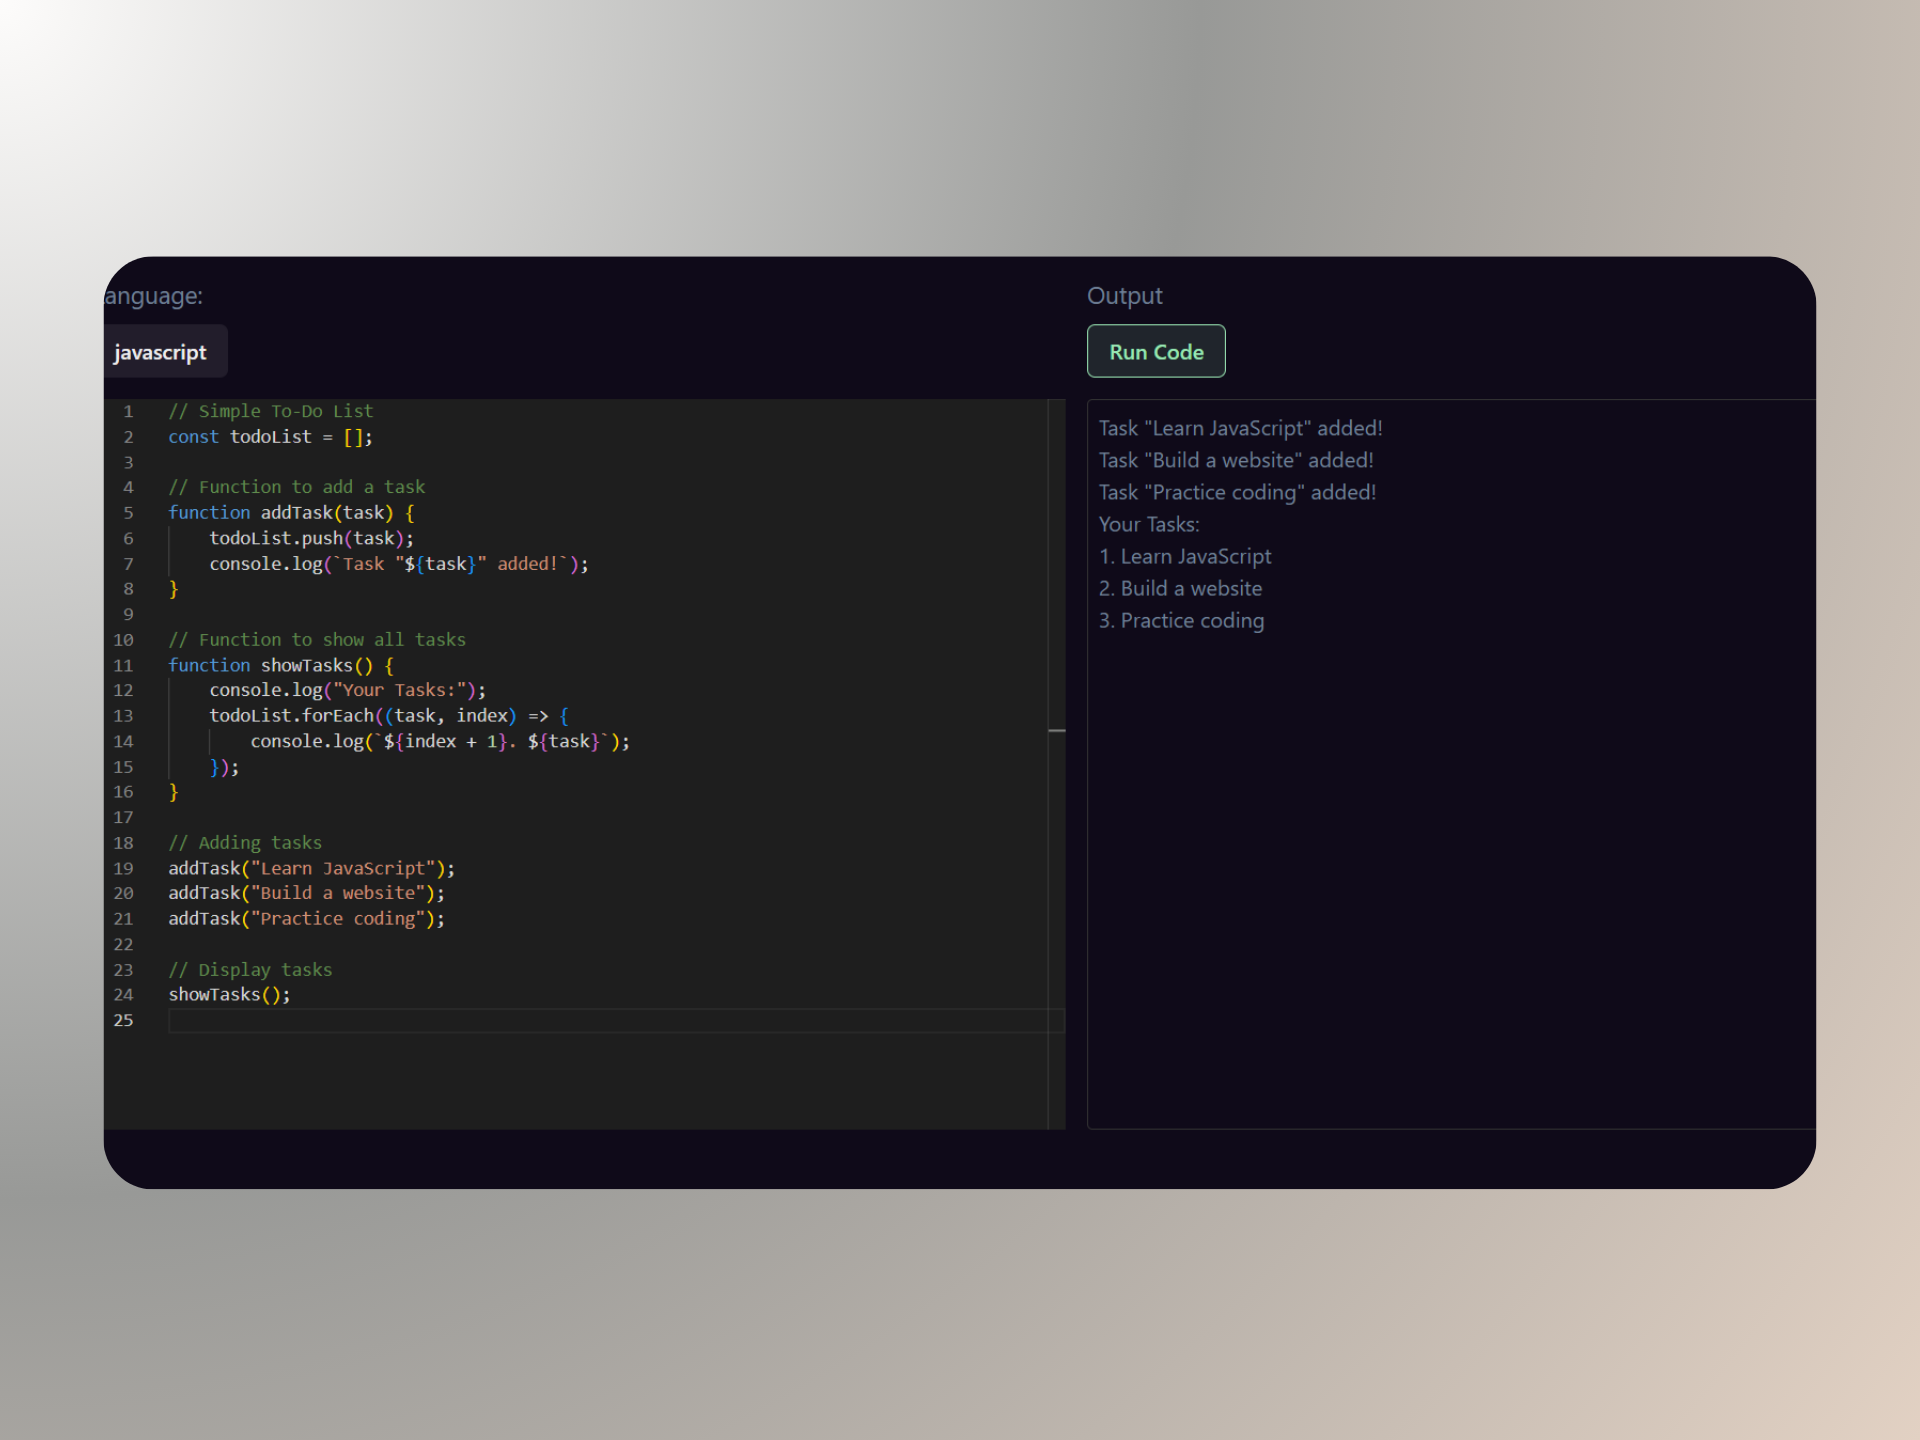 anguage:
javascript
1 // Simple To-Do List
2 const todoList = [];
3
4 // Function to add a task
5 function addTask(task) {
6     todoList.push(task);
7     console.log(`Task "${task}" added!`);
8 }
9
10 // Function to show all tasks
11 function showTasks() {
12     console.log("Your Tasks:");
13     todoList.forEach((task, index) => {
14         console.log(`${index + 1}. ${task}`);
15     });
16 }
17
18 // Adding tasks
19 addTask("Learn JavaScript");
20 addTask("Build a website");
21 addTask("Practice coding");
22
23 // Display tasks
24 showTasks();
25
Output
Run Code
Task "Learn JavaScript" added!
Task "Build a website" added!
Task "Practice coding" added!
Your Tasks:
1. Learn JavaScript
2. Build a website
3. Practice coding